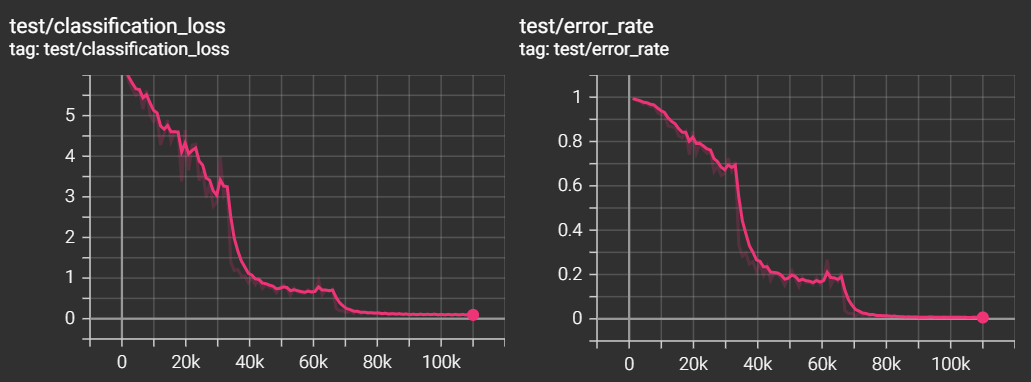 test/classification_loss
tag: test/classification_loss
5
4
3
2
1
0
0 20k 40k 60k 80k 100k
test/error_rate
tag: test/error_rate
1
0.8
0.6
0.4
0.2
0
0 20k 40k 60k 80k 100k